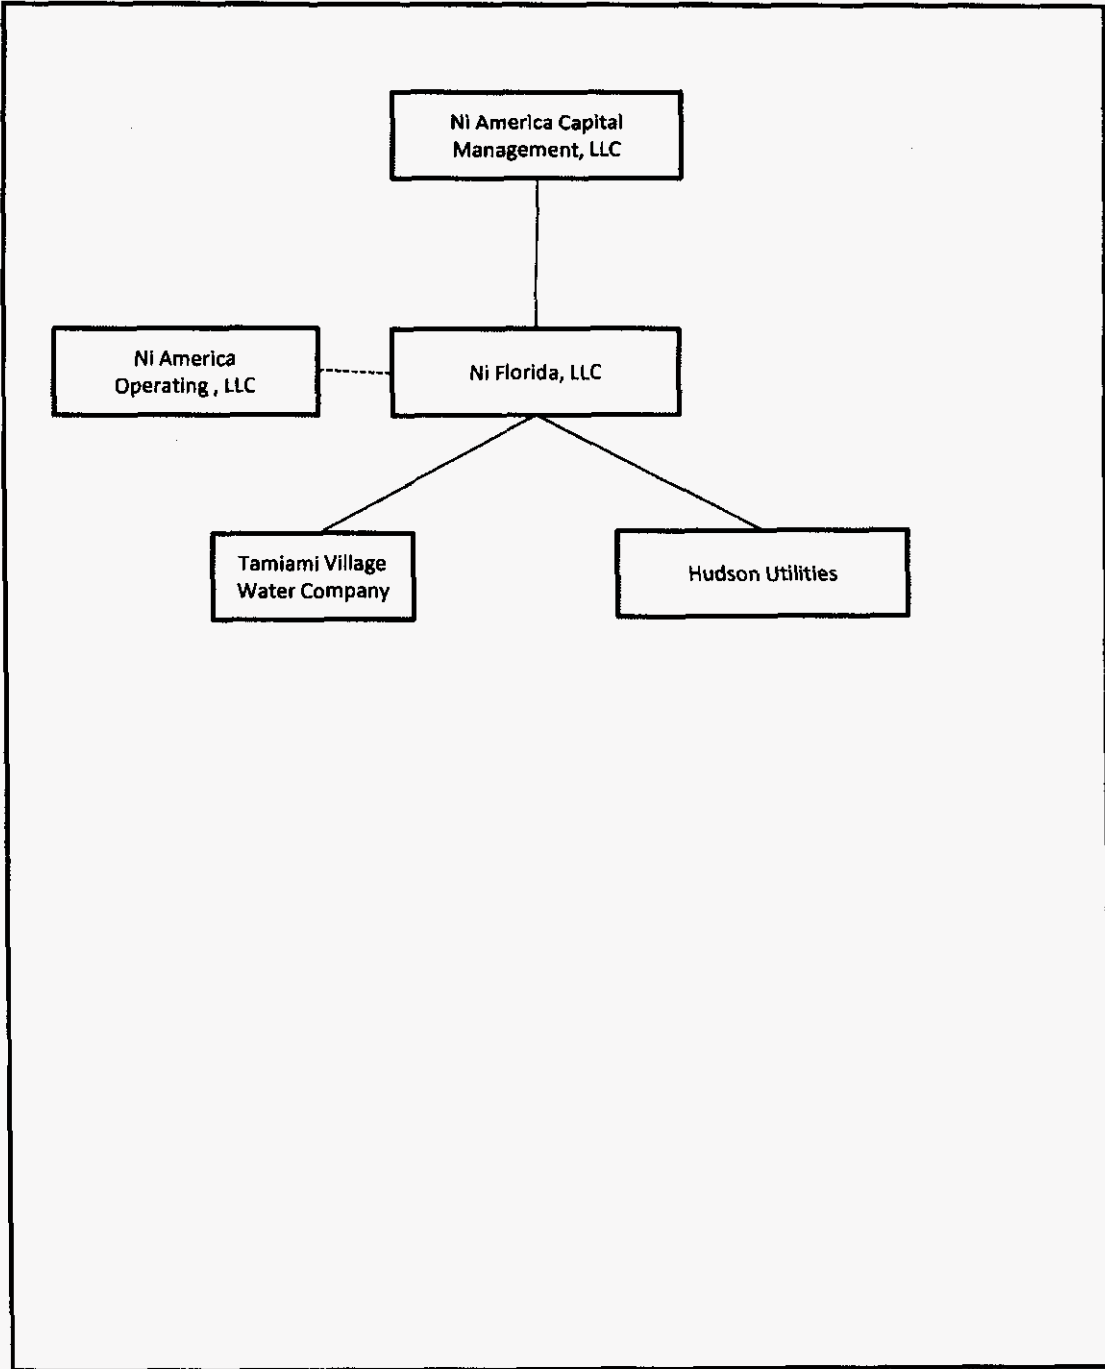 Ni America Capital
Management, LLC
Ni America
Operating , LLC
Ni Florida, LLC
Tamiami Village
Water Company
Hudson Utilities